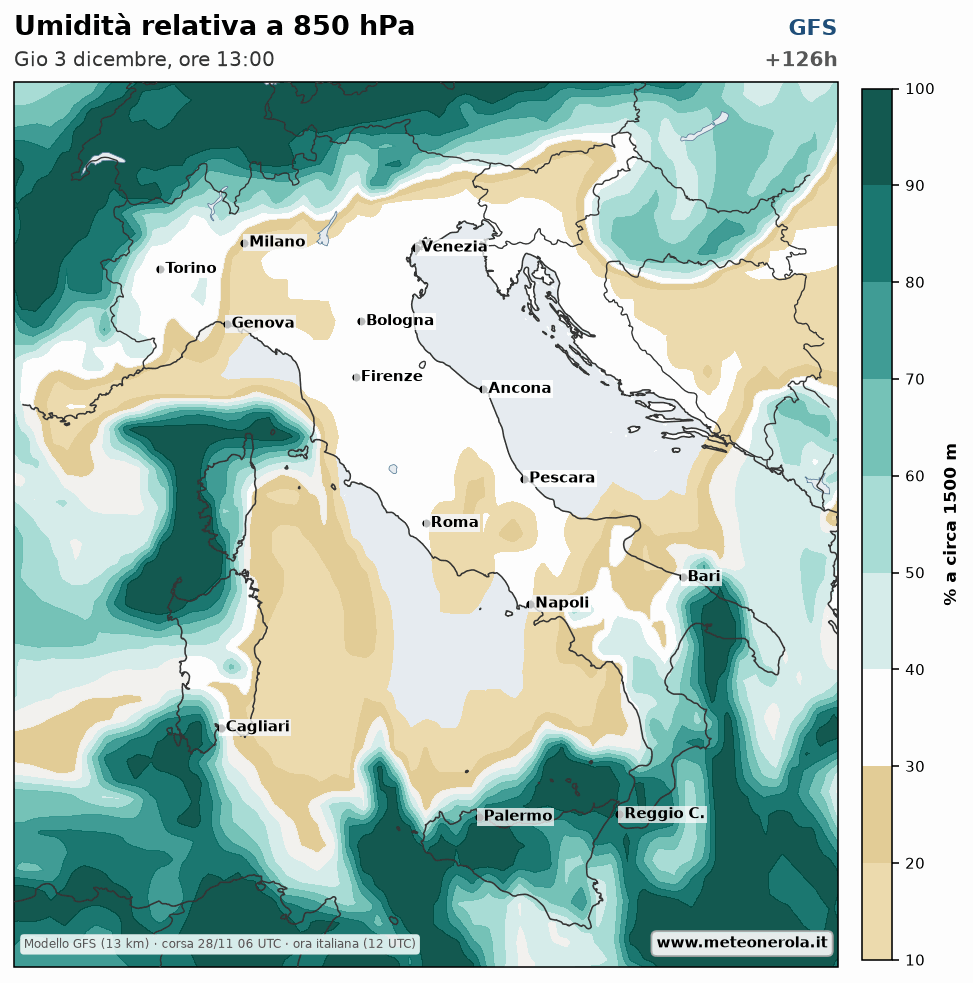 Umidità relativa a 850 hPa
GFS
Gio 3 dicembre, ore 13:00
+126h
100
90
80
70
60
50
40
30
20
10
% a circa 1500 m
Milano
Venezia
Torino
Genova
Bologna
Firenze
Ancona
Pescara
Roma
Bari
Napoli
Cagliari
Palermo
Reggio C.
Modello GFS (13 km) · corsa 28/11 06 UTC · ora italiana (12 UTC)
www.meteonerola.it